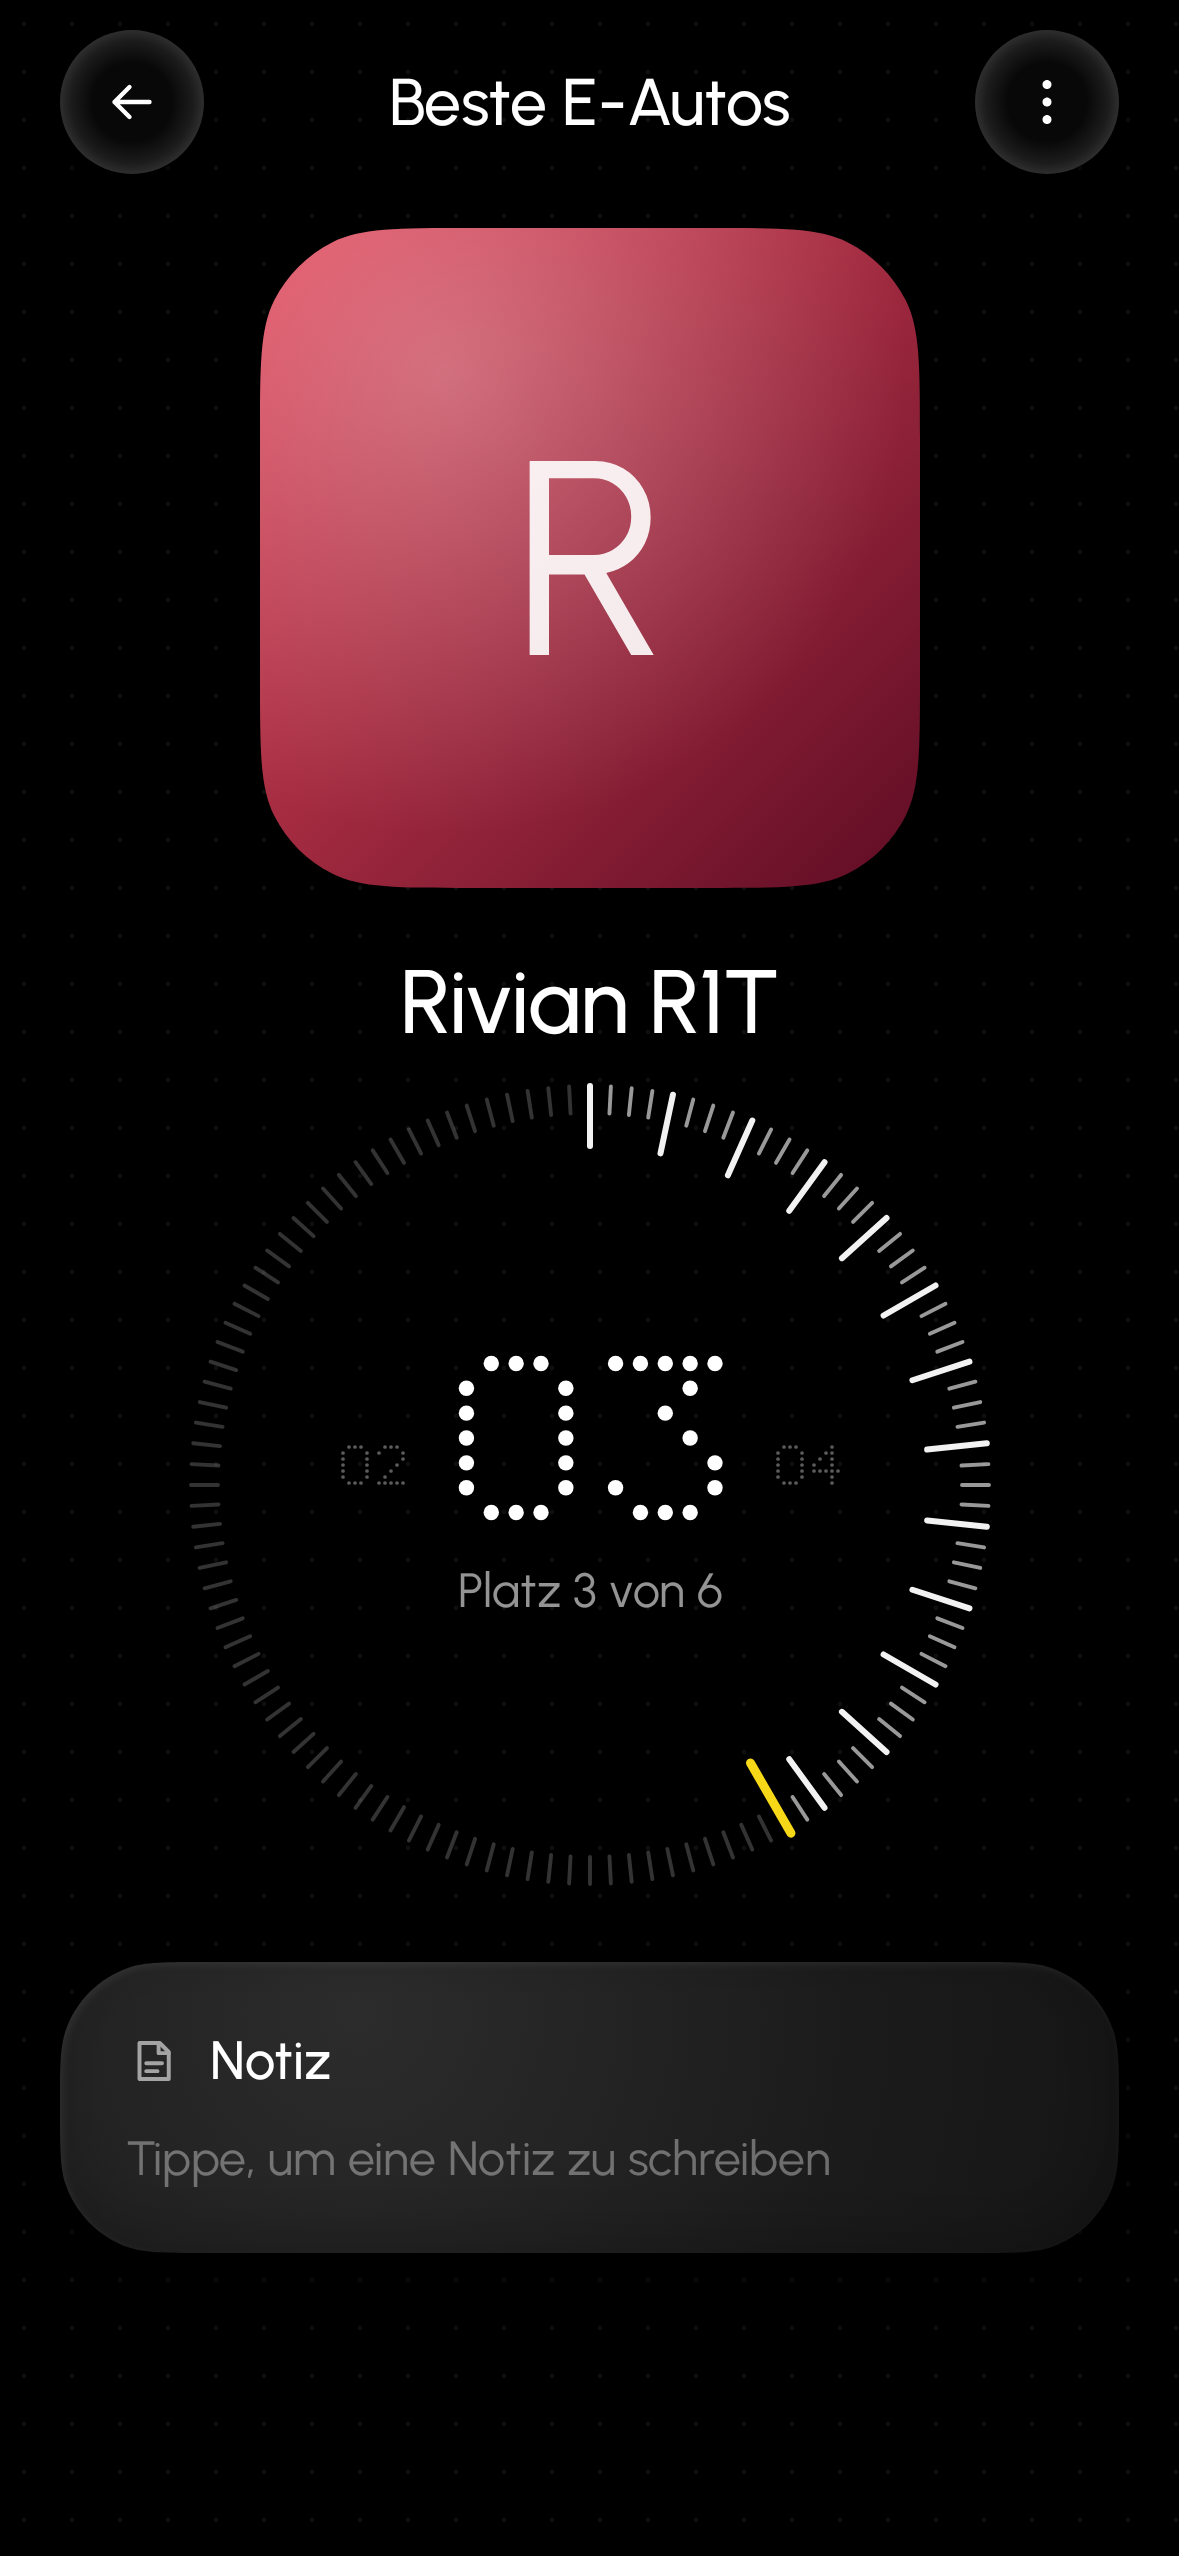 Beste E-Autos
R
Rivian R1T
02 03 04
Platz 3 von 6
Notiz
Tippe, um eine Notiz zu schreiben